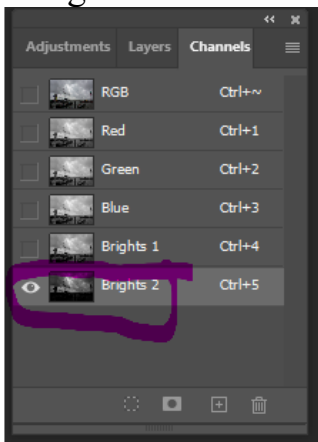 Adjustments Layers Channels
RGB Ctrl+~
Red Ctrl+1
Green Ctrl+2
Blue Ctrl+3
Brights 1 Ctrl+4
Brights 2 Ctrl+5